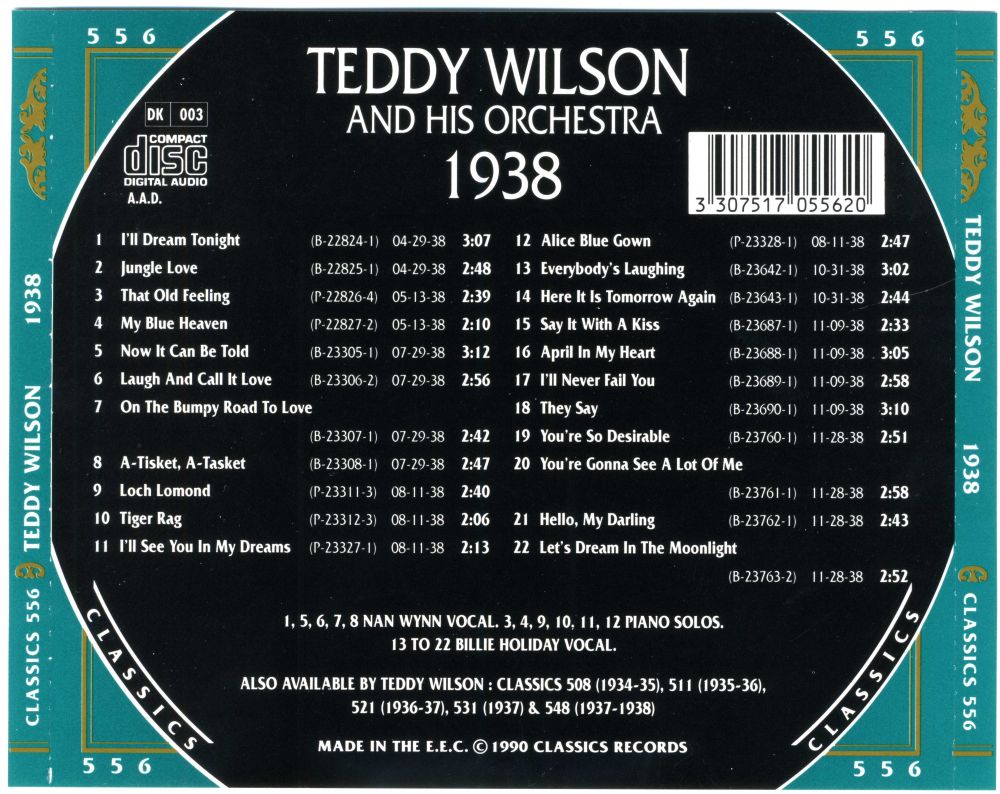 5 5 6
5 5 6
TEDDY WILSON
AND HIS ORCHESTRA
1938
DK 003
COMPACT
disc
DIGITAL AUDIO
A.A.D.
3 307517 055620
1 I'll Dream Tonight (B-22824-1) 04-29-38 3:07
2 Jungle Love (B-22825-1) 04-29-38 2:48
3 That Old Feeling (P-22826-4) 05-13-38 2:39
4 My Blue Heaven (P-22827-2) 05-13-38 2:10
5 Now It Can Be Told (B-23305-1) 07-29-38 3:12
6 Laugh And Call It Love (B-23306-2) 07-29-38 2:56
7 On The Bumpy Road To Love
(B-23307-1) 07-29-38 2:42
8 A-Tisket, A-Tasket (B-23308-1) 07-29-38 2:47
9 Loch Lomond (P-23311-3) 08-11-38 2:40
10 Tiger Rag (P-23312-3) 08-11-38 2:06
11 I'll See You In My Dreams (P-23327-1) 08-11-38 2:13
12 Alice Blue Gown (P-23328-1) 08-11-38 2:47
13 Everybody's Laughing (B-23642-1) 10-31-38 3:02
14 Here It Is Tomorrow Again (B-23643-1) 10-31-38 2:44
15 Say It With A Kiss (B-23687-1) 11-09-38 2:33
16 April In My Heart (B-23688-1) 11-09-38 3:05
17 I'll Never Fail You (B-23689-1) 11-09-38 2:58
18 They Say (B-23690-1) 11-09-38 3:10
19 You're So Desirable (B-23760-1) 11-28-38 2:51
20 You're Gonna See A Lot Of Me
(B-23761-1) 11-28-38 2:58
21 Hello, My Darling (B-23762-1) 11-28-38 2:43
22 Let's Dream In The Moonlight
(B-23763-2) 11-28-38 2:52
1, 5, 6, 7, 8 NAN WYNN VOCAL. 3, 4, 9, 10, 11, 12 PIANO SOLOS.
13 TO 22 BILLIE HOLIDAY VOCAL.
ALSO AVAILABLE BY TEDDY WILSON : CLASSICS 508 (1934-35), 511 (1935-36),
521 (1936-37), 531 (1937) & 548 (1937-1938)
MADE IN THE E.E.C. © 1990 CLASSICS RECORDS
CLASSICS
CLASSICS
5 5 6
5 5 6
CLASSICS 556 TEDDY WILSON 1938
TEDDY WILSON 1938 CLASSICS 556